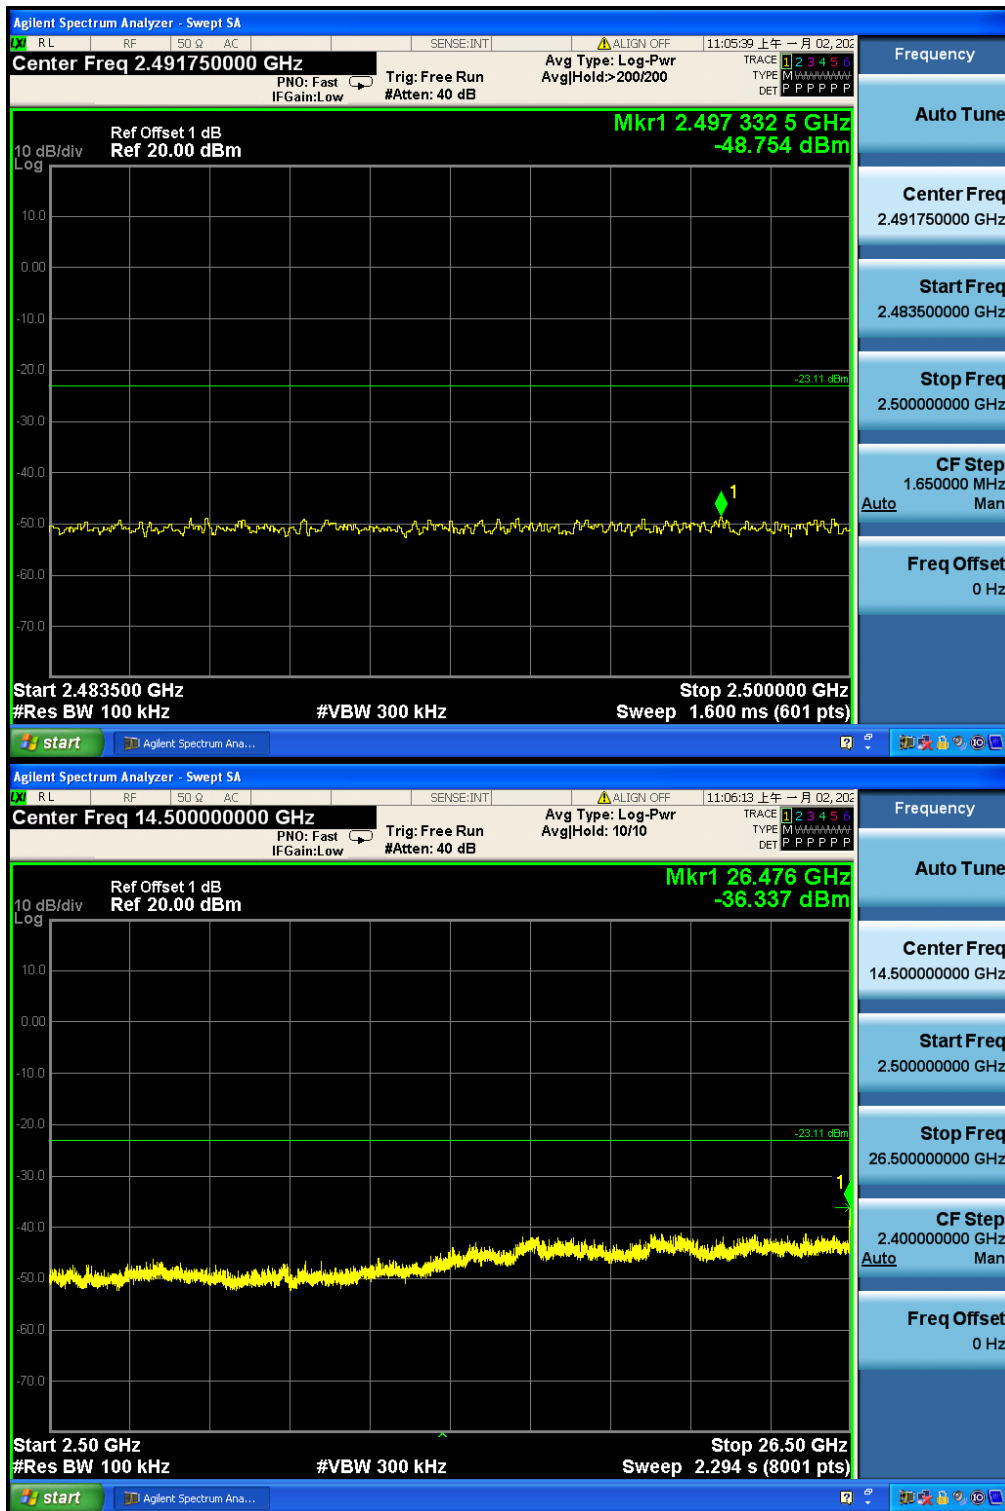 Agilent Spectrum Analyzer - Swept SA
LXI RL RF 50 Ω AC SENSE:INT ALIGN OFF 11:05:39 上午 一月 02, 202
Center Freq 2.491750000 GHz
PNO: Fast
IFGain:Low
Trig: Free Run
#Atten: 40 dB
Avg Type: Log-Pwr
Avg|Hold:>200/200
TRACE 1 2 3 4 5 6
TYPE M
DET P P P P P P
Ref Offset 1 dB
10 dB/div Ref 20.00 dBm
Log
Mkr1 2.497 332 5 GHz
-48.754 dBm
10.0
0.00
-10.0
-20.0
-23.11 dBm
-30.0
-40.0
1
-50.0
-60.0
-70.0
Start 2.483500 GHz Stop 2.500000 GHz
#Res BW 100 kHz #VBW 300 kHz Sweep 1.600 ms (601 pts)
Frequency
Auto Tune
Center Freq
2.491750000 GHz
Start Freq
2.483500000 GHz
Stop Freq
2.500000000 GHz
CF Step
1.650000 MHz
Auto Man
Freq Offset
0 Hz
start Agilent Spectrum Ana...
Agilent Spectrum Analyzer - Swept SA
LXI RL RF 50 Ω AC SENSE:INT ALIGN OFF 11:06:13 上午 一月 02, 202
Center Freq 14.500000000 GHz
PNO: Fast
IFGain:Low
Trig: Free Run
#Atten: 40 dB
Avg Type: Log-Pwr
Avg|Hold: 10/10
TRACE 1 2 3 4 5 6
TYPE M
DET P P P P P P
Ref Offset 1 dB
10 dB/div Ref 20.00 dBm
Log
Mkr1 26.476 GHz
-36.337 dBm
10.0
0.00
-10.0
-20.0
-23.11 dBm
-30.0
1
-40.0
-50.0
-60.0
-70.0
Start 2.50 GHz Stop 26.50 GHz
#Res BW 100 kHz #VBW 300 kHz Sweep 2.294 s (8001 pts)
Frequency
Auto Tune
Center Freq
14.500000000 GHz
Start Freq
2.500000000 GHz
Stop Freq
26.500000000 GHz
CF Step
2.400000000 GHz
Auto Man
Freq Offset
0 Hz
start Agilent Spectrum Ana...